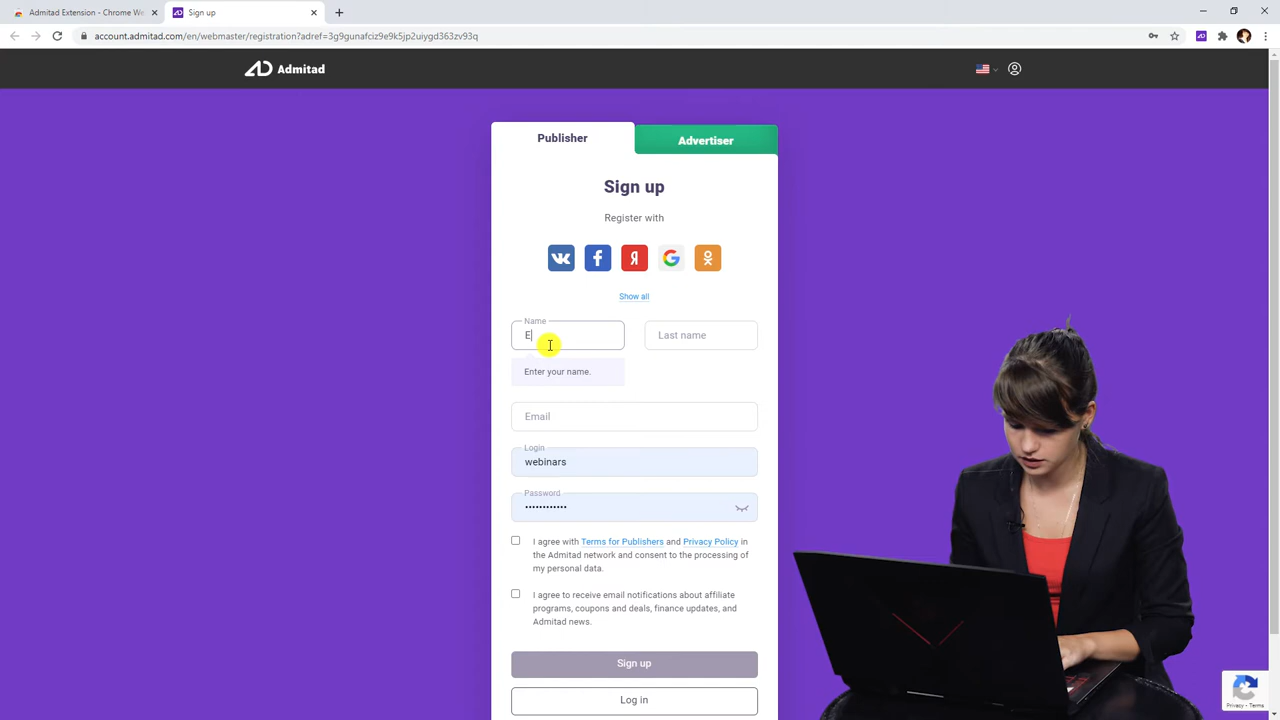 Admitad Extension - Chrome We
Sign up
account.admitad.com/en/webmaster/registration?adref=3g9gunafciz9e9k5jp2uiygd363zv93q
Admitad
Publisher
Advertiser
Sign up
Register with
Show all
Name
E
Last name
Enter your name.
Email
Login
webinars
Password
••••••••••••
I agree with Terms for Publishers and Privacy Policy in
the Admitad network and consent to the processing of
my personal data.
I agree to receive email notifications about affiliate
programs, coupons and deals, finance updates, and
Admitad news.
Sign up
Log in
Privacy - Terms